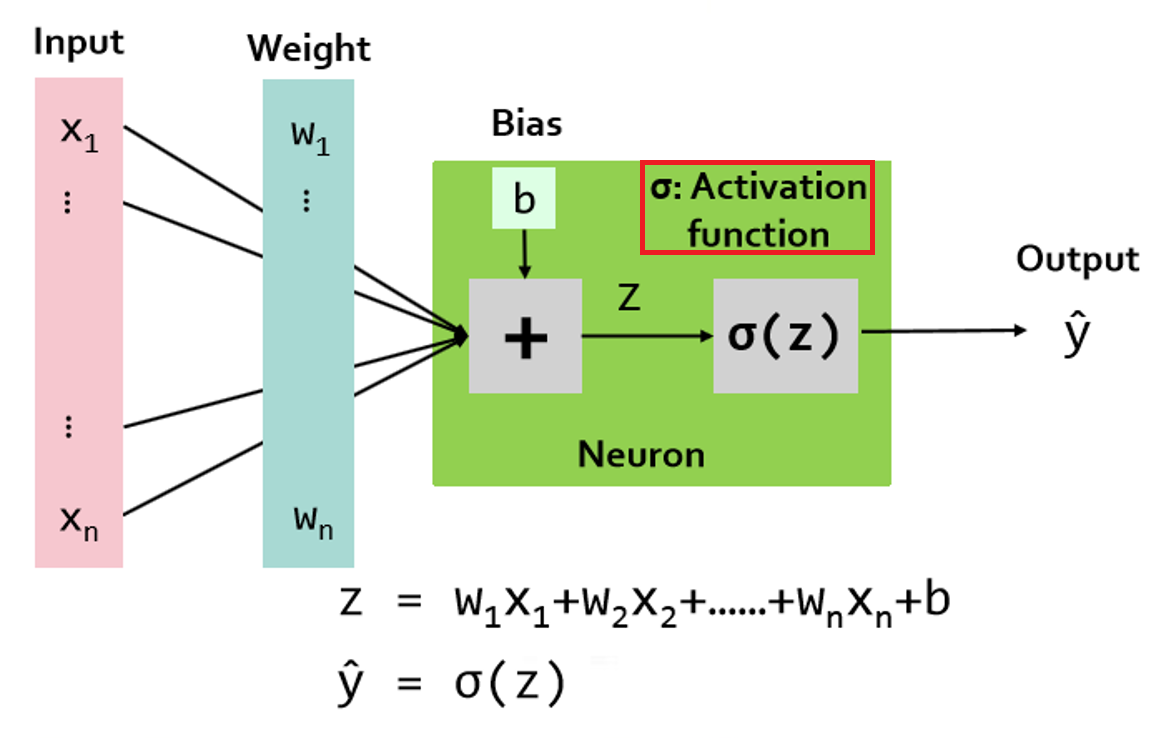 Input
Weight
Bias
x₁
⋮
⋮
xₙ
w₁
⋮
wₙ
b
σ: Activation
function
+
z
σ(z)
Neuron
Output
ŷ
z = w₁x₁+w₂x₂+……+wₙxₙ+b
ŷ = σ(z)